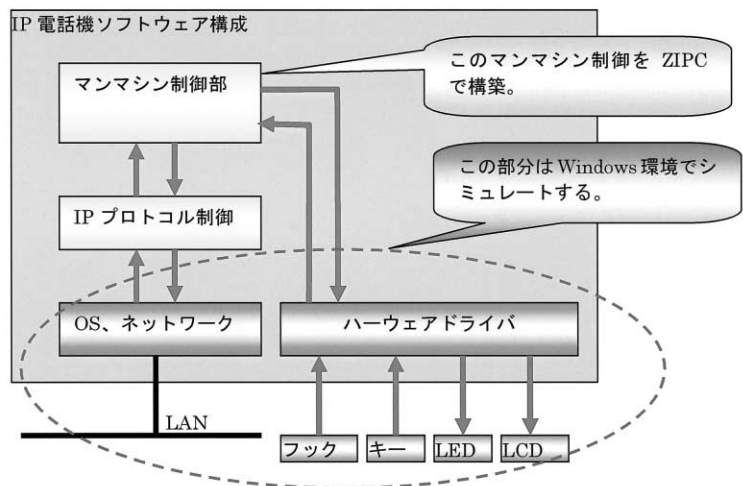 IP 電話機ソフトウェア構成
マンマシン制御部
このマンマシン制御を ZIPC
で構築。
この部分は Windows 環境でシ
ミュレートする。
IP プロトコル制御
OS、ネットワーク
ハーウェアドライバ
LAN
フック
キー
LED
LCD